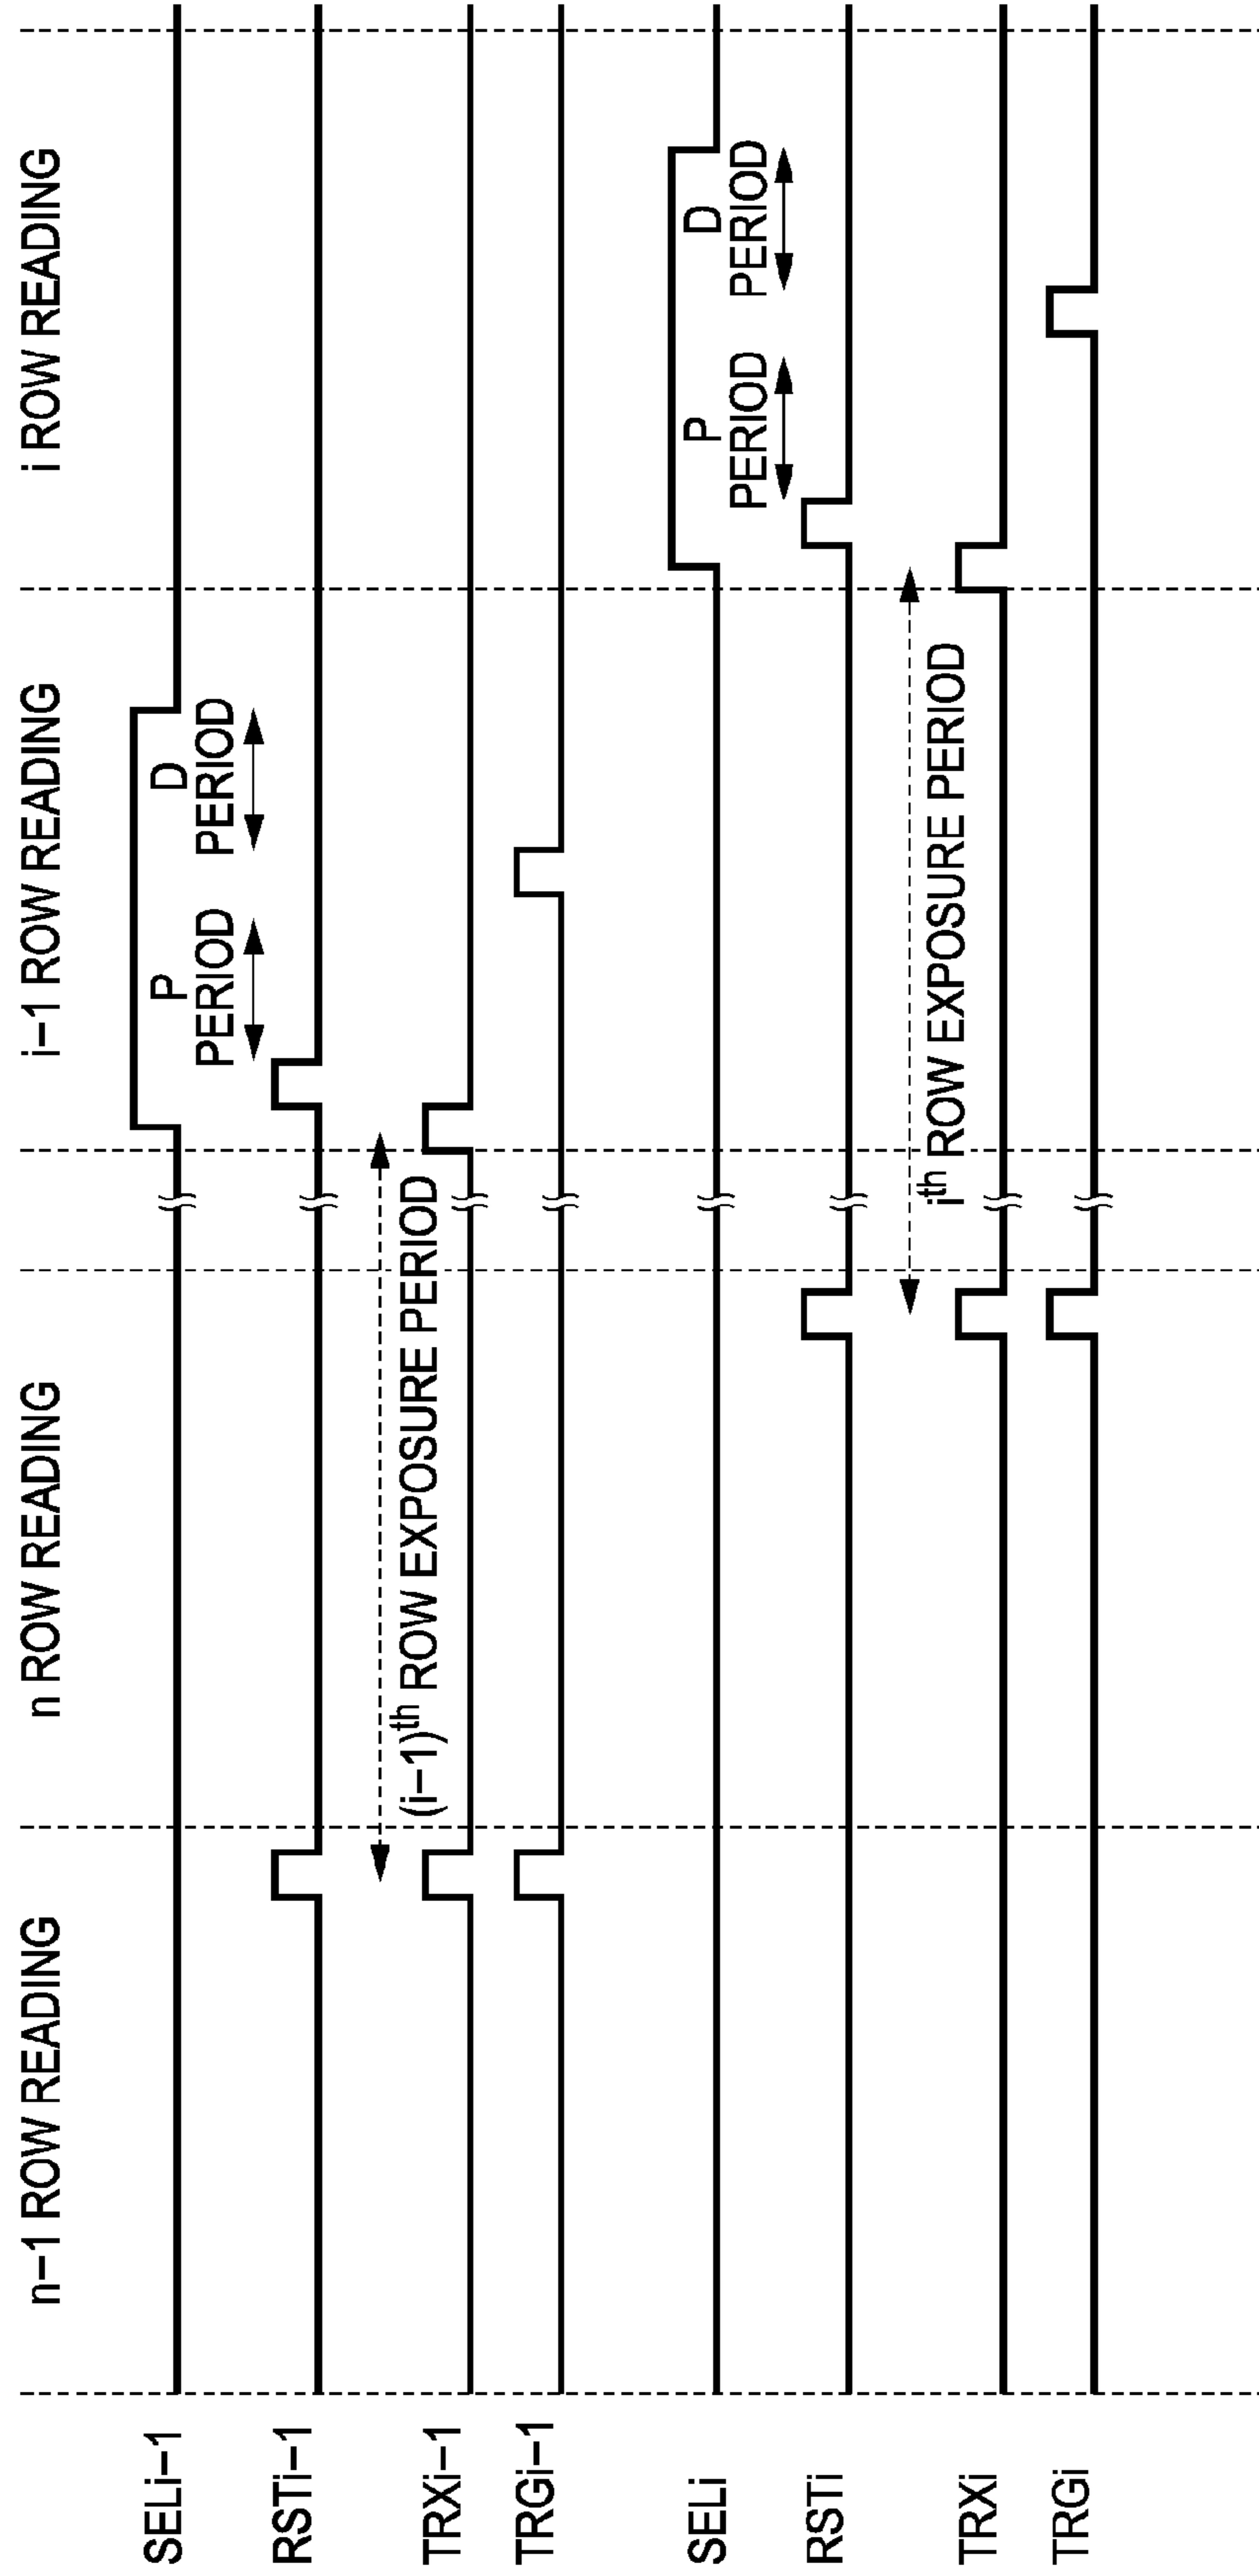 n−1 ROW READING
n ROW READING
i−1 ROW READING
i ROW READING
SELi−1
P
PERIOD
D
PERIOD
RSTi−1
(i−1)th ROW EXPOSURE PERIOD
TRXi−1
TRGi−1
SELi
P
PERIOD
D
PERIOD
RSTi
ith ROW EXPOSURE PERIOD
TRXi
TRGi